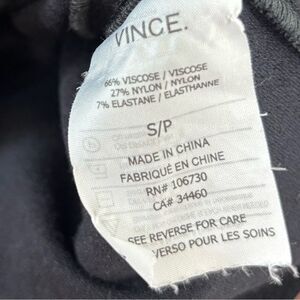 VINCE.
66% VISCOSE / VISCOSE
27% NYLON / NYLON
7% ELASTANE / ELASTHANNE
S/P
MADE IN CHINA
FABRIQUÉ EN CHINE
RN# 106730
CA# 34460
SEE REVERSE FOR CARE
VERSO POUR LES SOINS